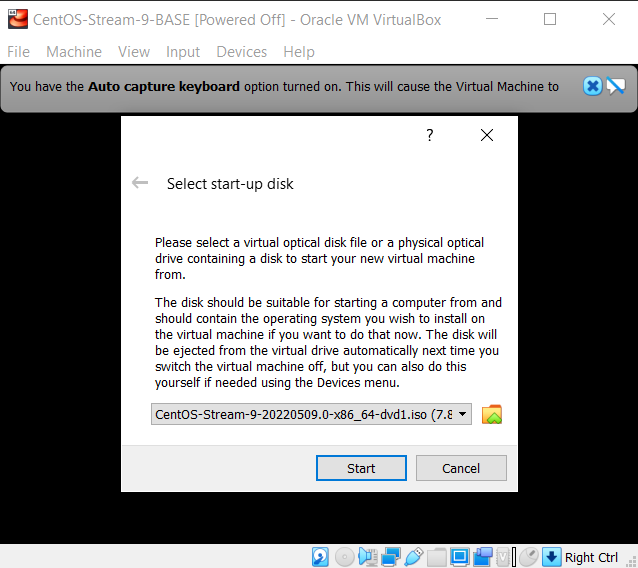 CentOS-Stream-9-BASE [Powered Off] - Oracle VM VirtualBox
File Machine View Input Devices Help
You have the Auto capture keyboard option turned on. This will cause the Virtual Machine to
?
Select start-up disk
Please select a virtual optical disk file or a physical optical
drive containing a disk to start your new virtual machine
from.
The disk should be suitable for starting a computer from and
should contain the operating system you wish to install on
the virtual machine if you want to do that now. The disk will
be ejected from the virtual drive automatically next time you
switch the virtual machine off, but you can also do this
yourself if needed using the Devices menu.
CentOS-Stream-9-20220509.0-x86_64-dvd1.iso (7.8
Start Cancel
Right Ctrl